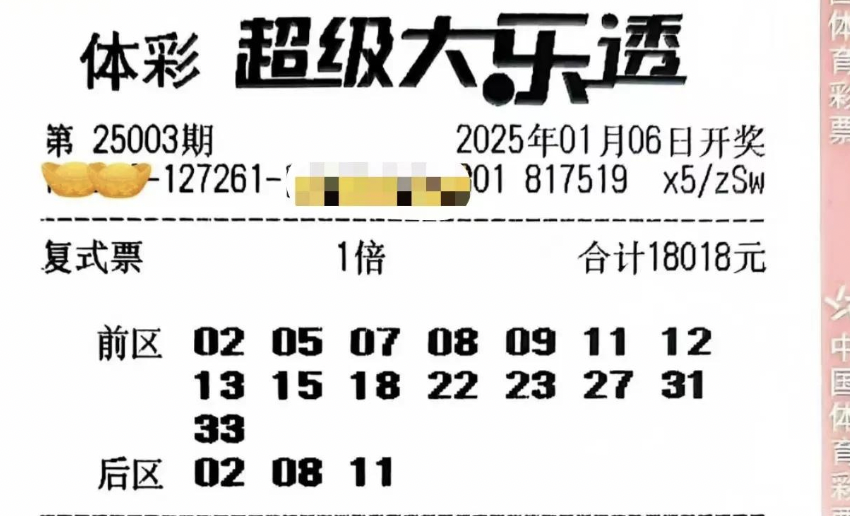 体彩 超级大乐透
第 25003期 2025年01月06日开奖
-127261- 001 817519 x5/zSw
复式票 1倍 合计18018元
前区 02 05 07 08 09 11 12
13 15 18 22 23 27 31
33
后区 02 08 11
国体育彩票
中国体育彩票